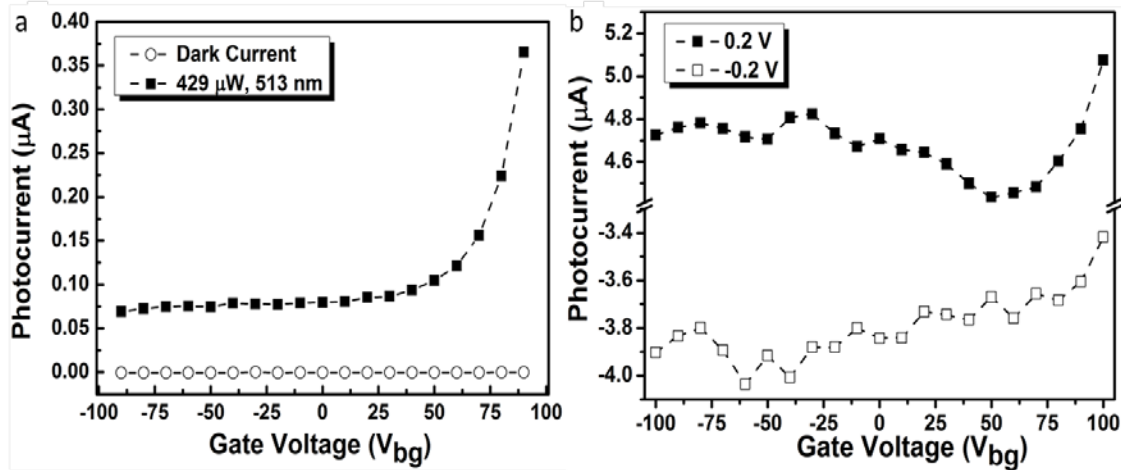 a
Photocurrent (μA)
0.40
0.35
0.30
0.25
0.20
0.15
0.10
0.05
0.00
Dark Current
429 μW, 513 nm
-100 -75 -50 -25 0 25 50 75 100
Gate Voltage (Vbg)
b
Photocurrent (μA)
5.2
5.0
4.8
4.6
-3.4
-3.6
-3.8
-4.0
0.2 V
-0.2 V
-100 -75 -50 -25 0 25 50 75 100
Gate Voltage (Vbg)